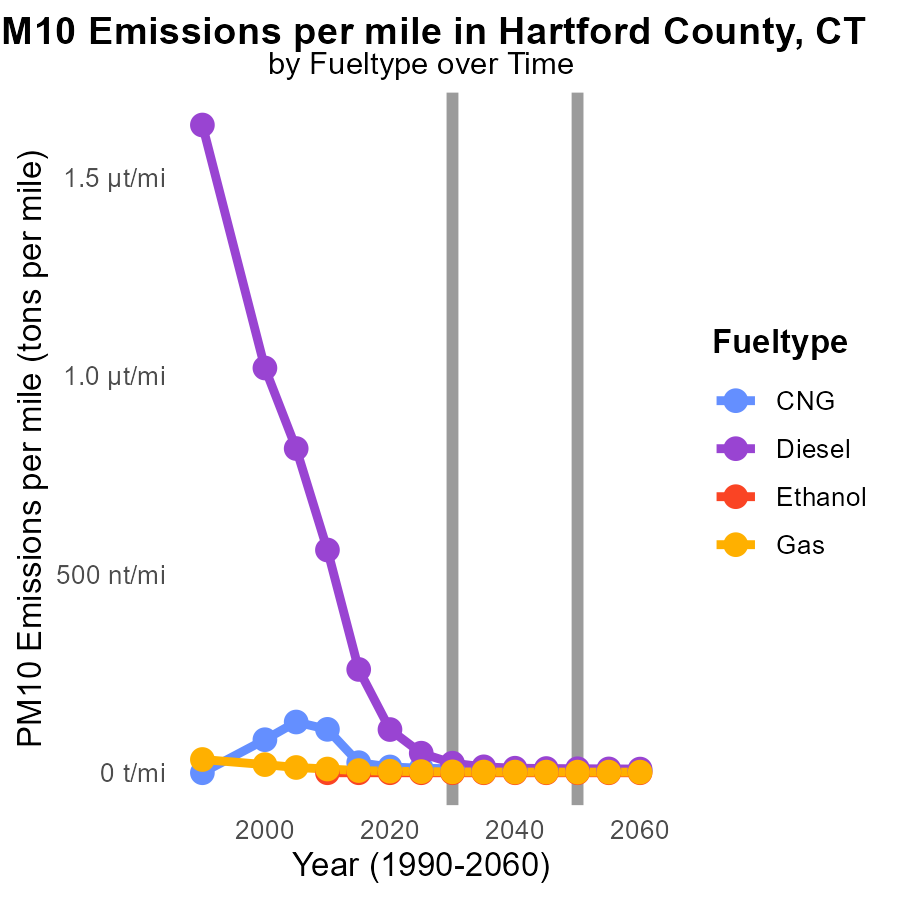 M10 Emissions per mile in Hartford County, CT
by Fueltype over Time
PM10 Emissions per mile (tons per mile)
1.5 µt/mi
1.0 µt/mi
500 nt/mi
0 t/mi
2000
2020
2040
2060
Year (1990-2060)
Fueltype
CNG
Diesel
Ethanol
Gas